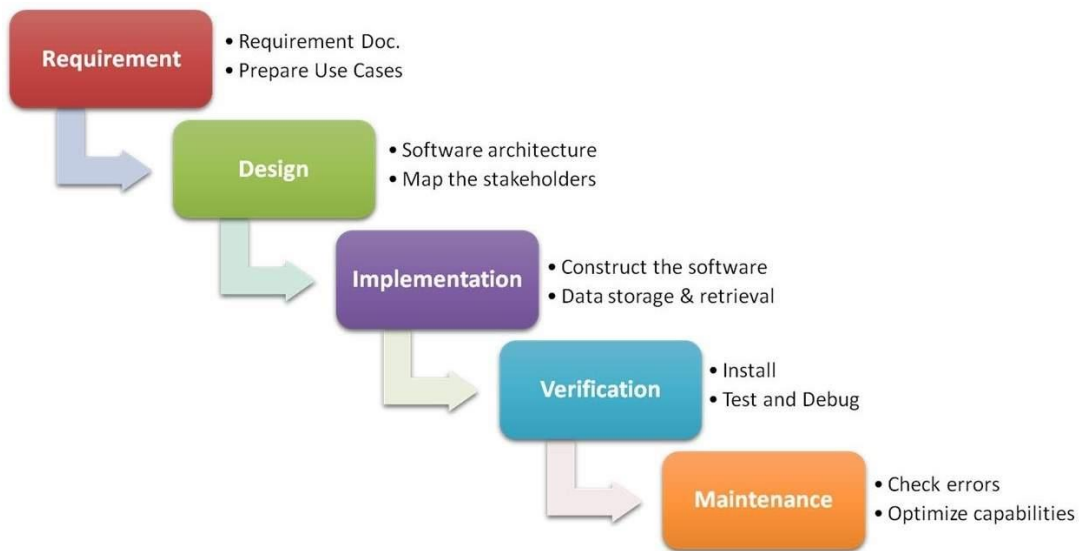 Requirement
• Requirement Doc.
• Prepare Use Cases
Design
• Software architecture
• Map the stakeholders
Implementation
• Construct the software
• Data storage & retrieval
Verification
• Install
• Test and Debug
Maintenance
• Check errors
• Optimize capabilities